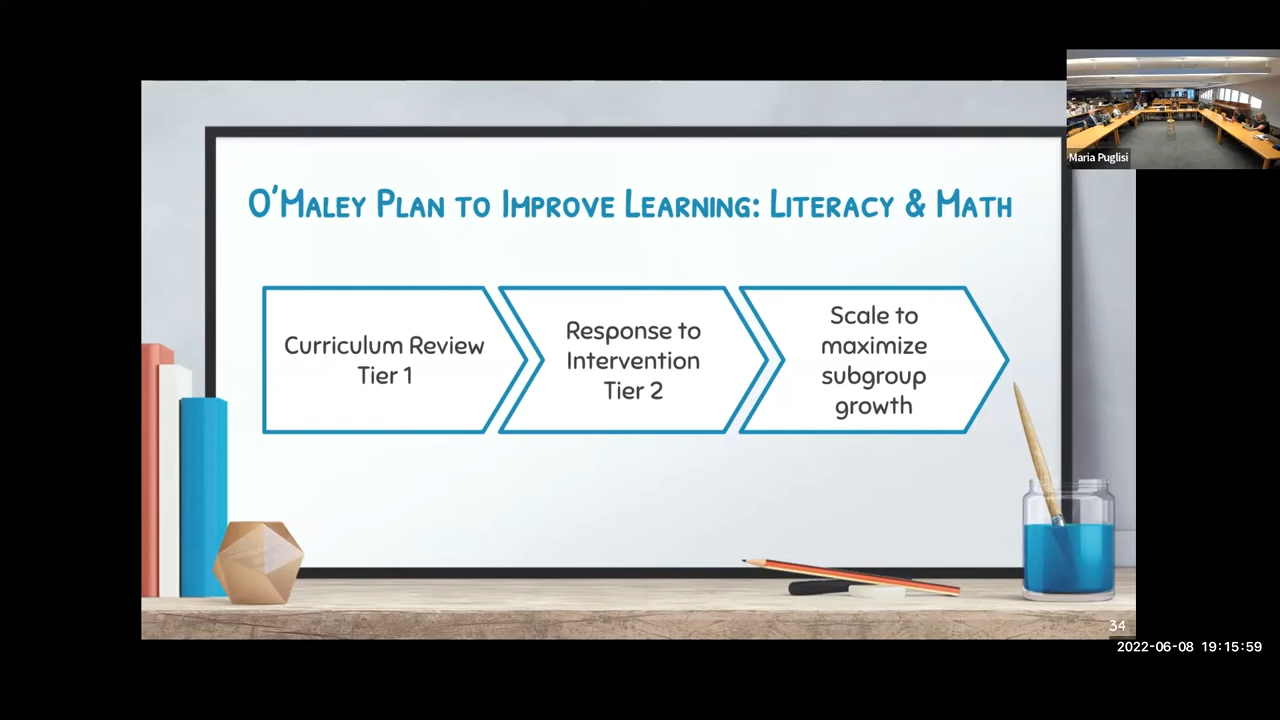 Maria Puglisi
O'Maley Plan to Improve Learning: Literacy & Math
Curriculum Review
Tier 1
Response to
Intervention
Tier 2
Scale to
maximize
subgroup
growth
34
2022-06-08 19:15:59